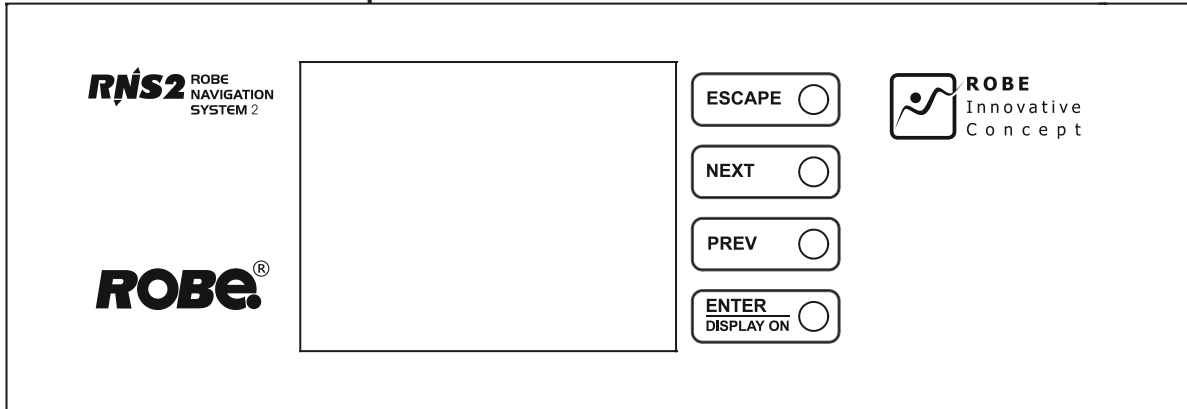 RNS2 ROBE
NAVIGATION
SYSTEM 2
ROBE®
ESCAPE
NEXT
PREV
ENTER
DISPLAY ON
ROBE
Innovative
Concept